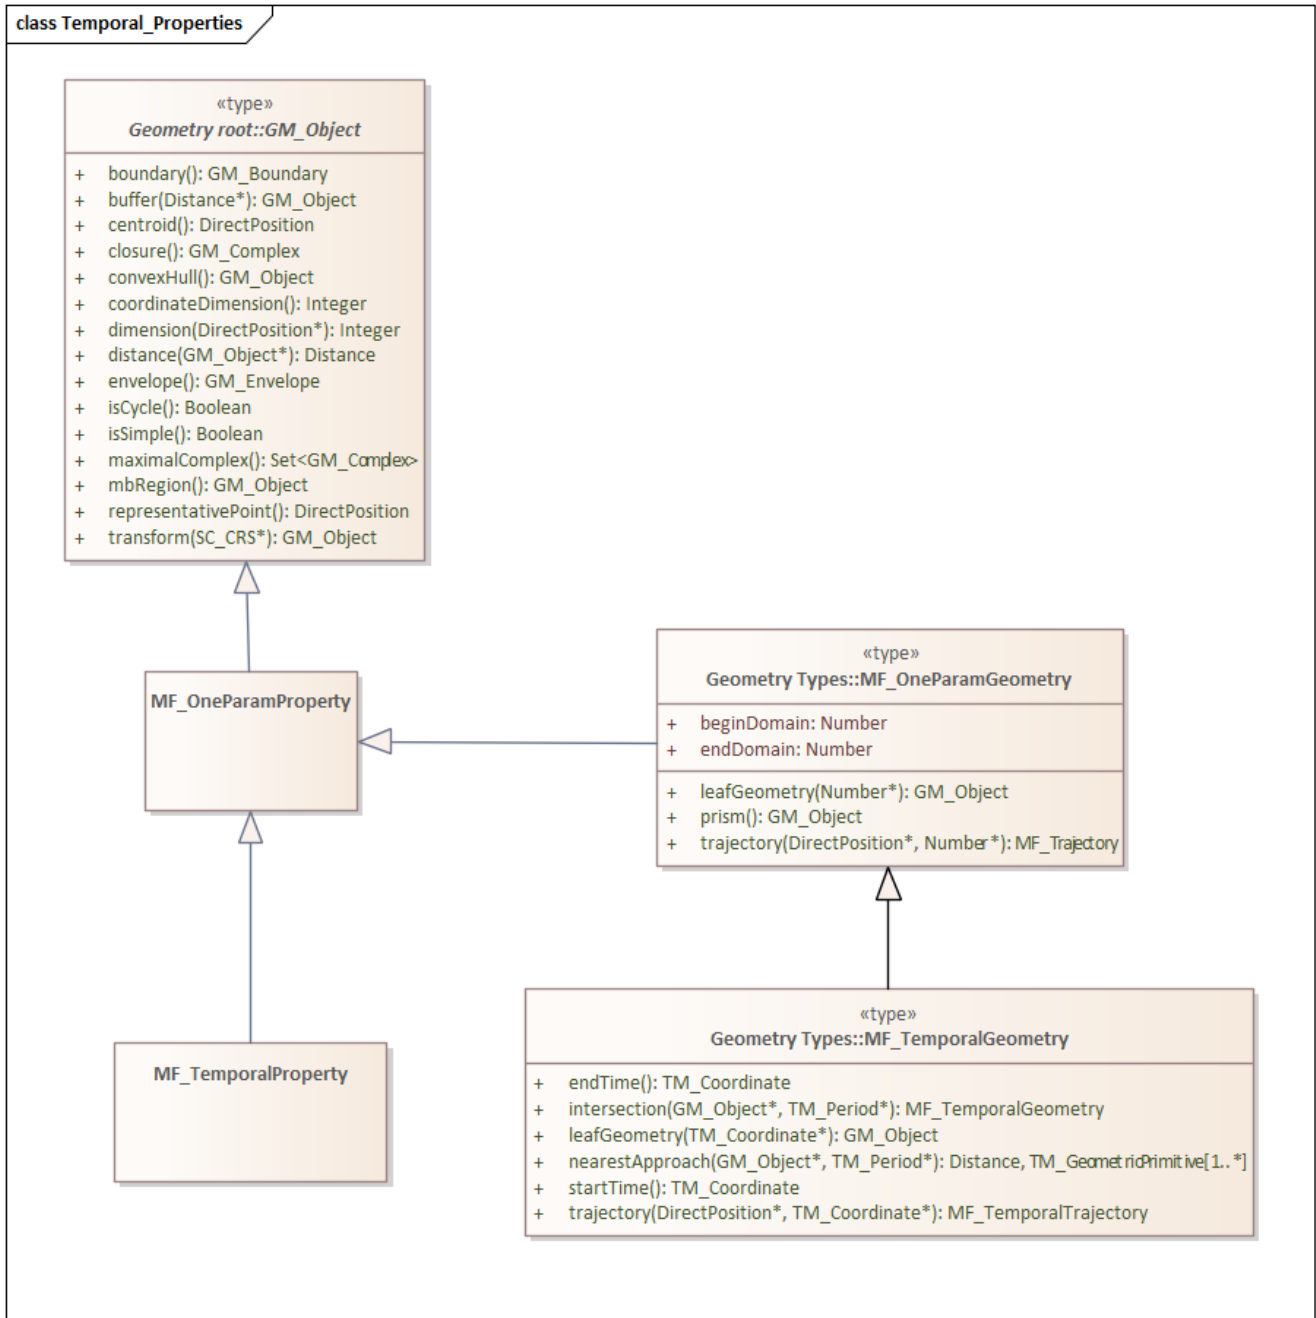 class Temporal_Properties
«type»
Geometry root::GM_Object
+ boundary(): GM_Boundary
+ buffer(Distance*): GM_Object
+ centroid(): DirectPosition
+ closure(): GM_Complex
+ convexHull(): GM_Object
+ coordinateDimension(): Integer
+ dimension(DirectPosition*): Integer
+ distance(GM_Object*): Distance
+ envelope(): GM_Envelope
+ isCycle(): Boolean
+ isSimple(): Boolean
+ maximalComplex(): Set<GM_Complex>
+ mbRegion(): GM_Object
+ representativePoint(): DirectPosition
+ transform(SC_CRS*): GM_Object
MF_OneParamProperty
«type»
Geometry Types::MF_OneParamGeometry
+ beginDomain: Number
+ endDomain: Number
+ leafGeometry(Number*): GM_Object
+ prism(): GM_Object
+ trajectory(DirectPosition*, Number*): MF_Trajectory
MF_TemporalProperty
«type»
Geometry Types::MF_TemporalGeometry
+ endTime(): TM_Coordinate
+ intersection(GM_Object*, TM_Period*): MF_TemporalGeometry
+ leafGeometry(TM_Coordinate*): GM_Object
+ nearestApproach(GM_Object*, TM_Period*): Distance, TM_GeometricPrimitive[1..*]
+ startTime(): TM_Coordinate
+ trajectory(DirectPosition*, TM_Coordinate*): MF_TemporalTrajectory